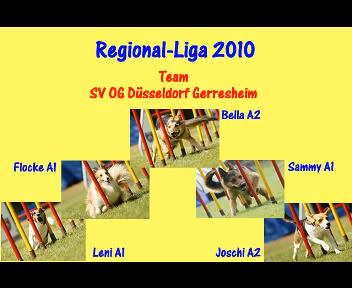 Regional-Liga 2010
Team
SV OG Düsseldorf Gerresheim
Bella A2
Flocke A1
Sammy A1
Leni A1
Joschi A2